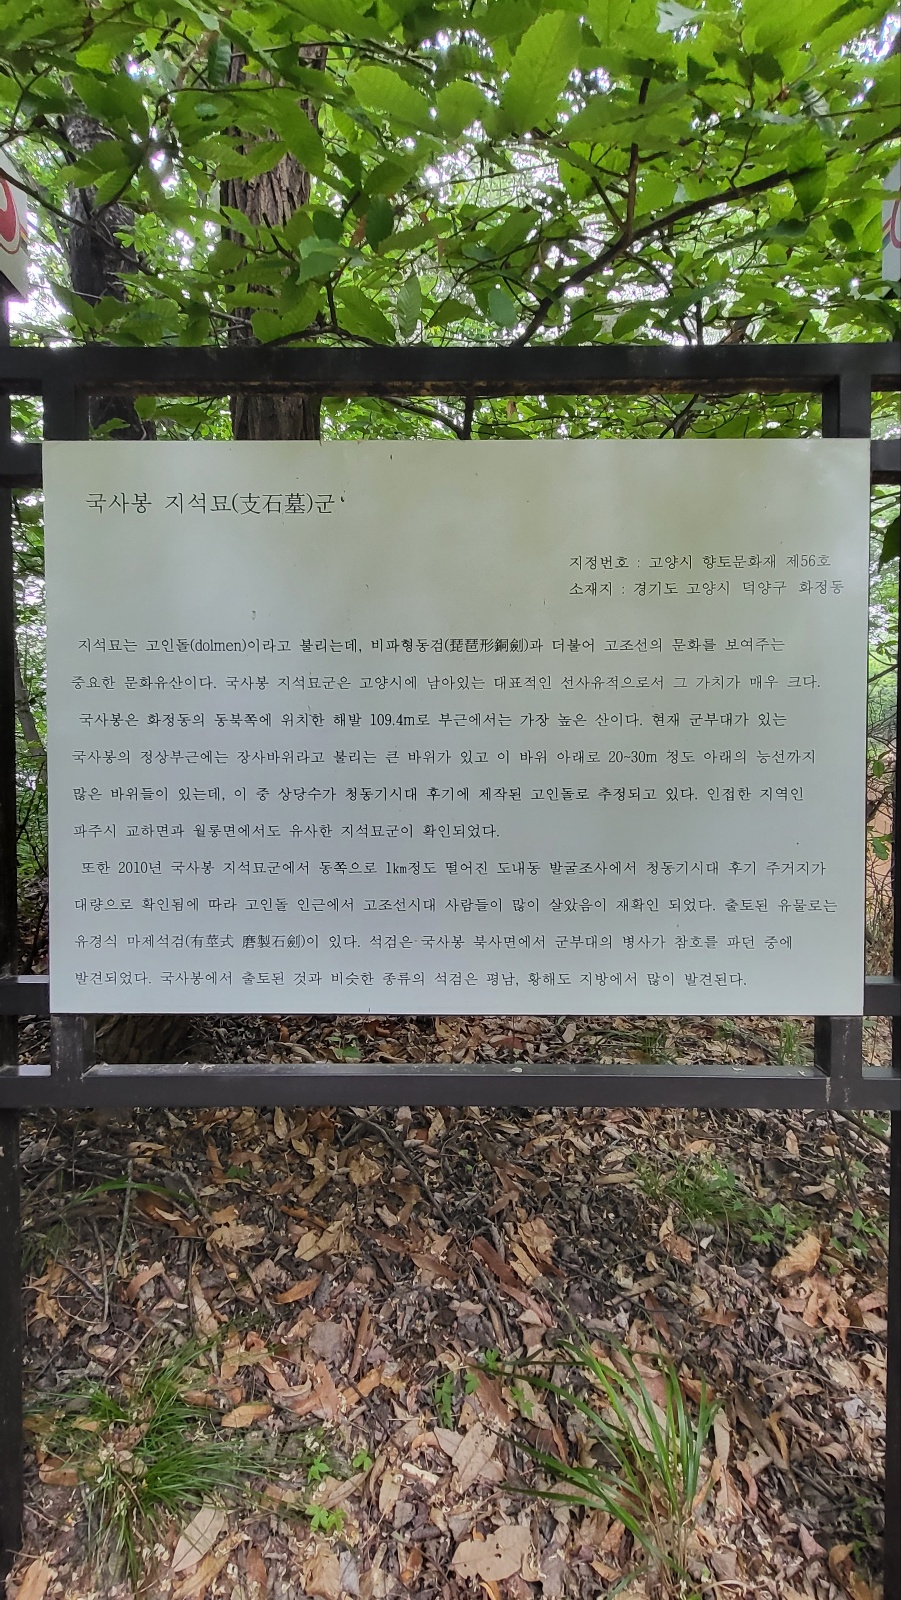 국사봉 지석묘(支石墓)군
지정번호 : 고양시 향토문화재 제56호
소재지 : 경기도 고양시 덕양구 화정동
지석묘는 고인돌(dolmen)이라고 불리는데, 비파형동검(琵琶形銅劍)과 더불어 고조선의 문화를 보여주는
중요한 문화유산이다. 국사봉 지석묘군은 고양시에 남아있는 대표적인 선사유적으로서 그 가치가 매우 크다.
국사봉은 화정동의 동북쪽에 위치한 해발 109.4m로 부근에서는 가장 높은 산이다. 현재 군부대가 있는
국사봉의 정상부근에는 장사바위라고 불리는 큰 바위가 있고 이 바위 아래로 20~30m 정도 아래의 능선까지
많은 바위들이 있는데, 이 중 상당수가 청동기시대 후기에 제작된 고인돌로 추정되고 있다. 인접한 지역인
파주시 교하면과 월롱면에서도 유사한 지석묘군이 확인되었다.
또한 2010년 국사봉 지석묘군에서 동쪽으로 1km정도 떨어진 도내동 발굴조사에서 청동기시대 후기 주거지가
대량으로 확인됨에 따라 고인돌 인근에서 고조선시대 사람들이 많이 살았음이 재확인 되었다. 출토된 유물로는
유경식 마제석검(有莖式 磨製石劍)이 있다. 석검은 국사봉 북사면에서 군부대의 병사가 참호를 파던 중에
발견되었다. 국사봉에서 출토된 것과 비슷한 종류의 석검은 평남, 황해도 지방에서 많이 발견된다.